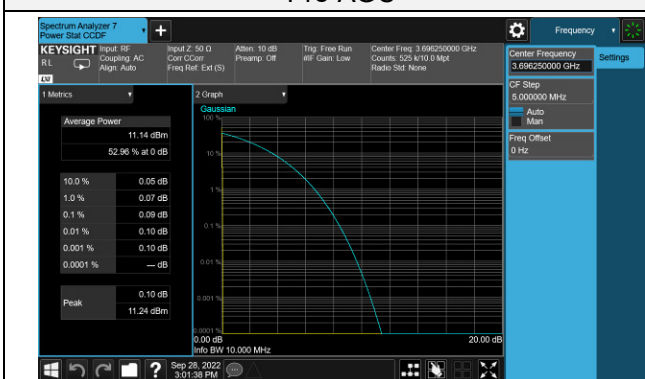 Spectrum Analyzer 7
Power Stat CCDF
Frequency
KEYSIGHT
Input: RF
Coupling: AC
Align: Auto
Input Z: 50 Ω
Corr CCorr
Freq Ref: Ext (S)
Atten: 10 dB
Preamp: Off
Trig: Free Run
#IF Gain: Low
Center Freq: 3.696250000 GHz
Counts: 525 k/10.0 Mpt
Radio Std: None
RL
LXI
Center Frequency
3.696250000 GHz
Settings
CF Step
5.000000 MHz
Auto
Man
Freq Offset
0 Hz
1 Metrics
Average Power
11.14 dBm
52.96 % at 0 dB
10.0 % 0.05 dB
1.0 % 0.07 dB
0.1 % 0.09 dB
0.01 % 0.10 dB
0.001 % 0.10 dB
0.0001 % --- dB
Peak
0.10 dB
11.24 dBm
2 Graph
Gaussian
100 %
10 %
1 %
0.1 %
0.01 %
0.001 %
0.0001 %
0.00 dB 20.00 dB
Info BW 10.000 MHz
Sep 28, 2022
3:01:38 PM